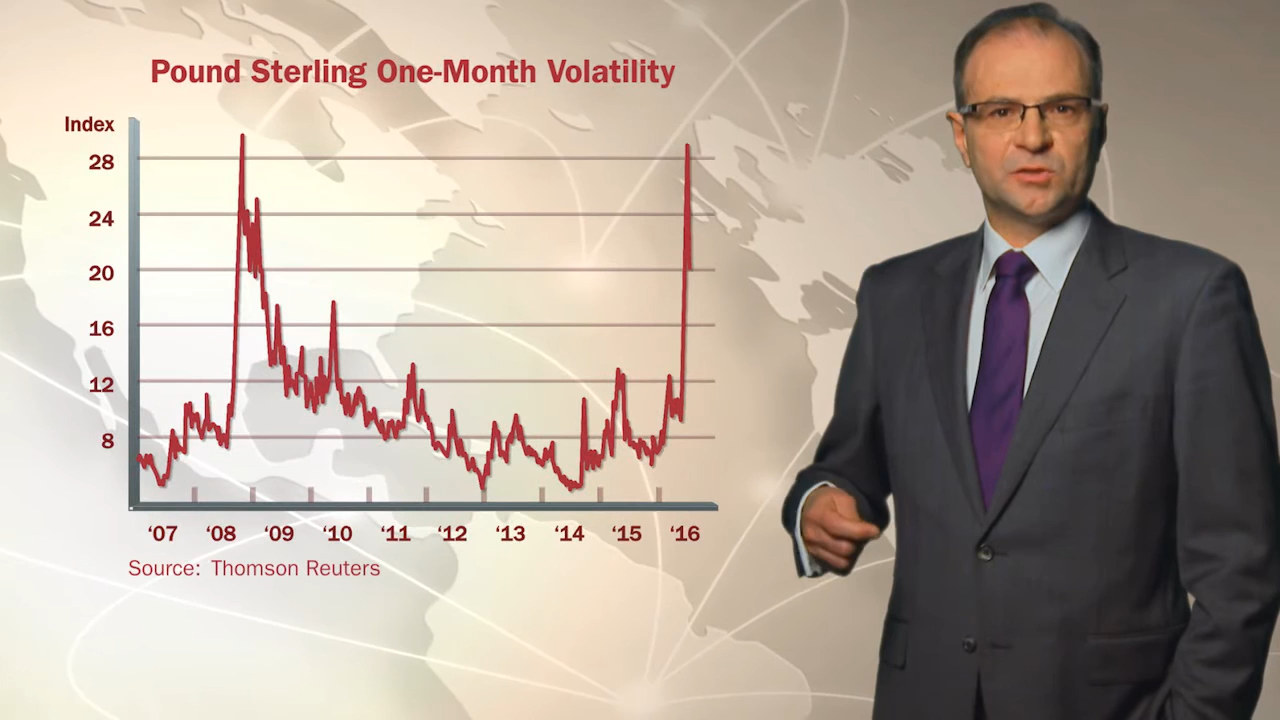 Pound Sterling One-Month Volatility
Index
28
24
20
16
12
8
‘07 ‘08 ‘09 ‘10 ‘11 ‘12 ‘13 ‘14 ‘15 ‘16
Source: Thomson Reuters